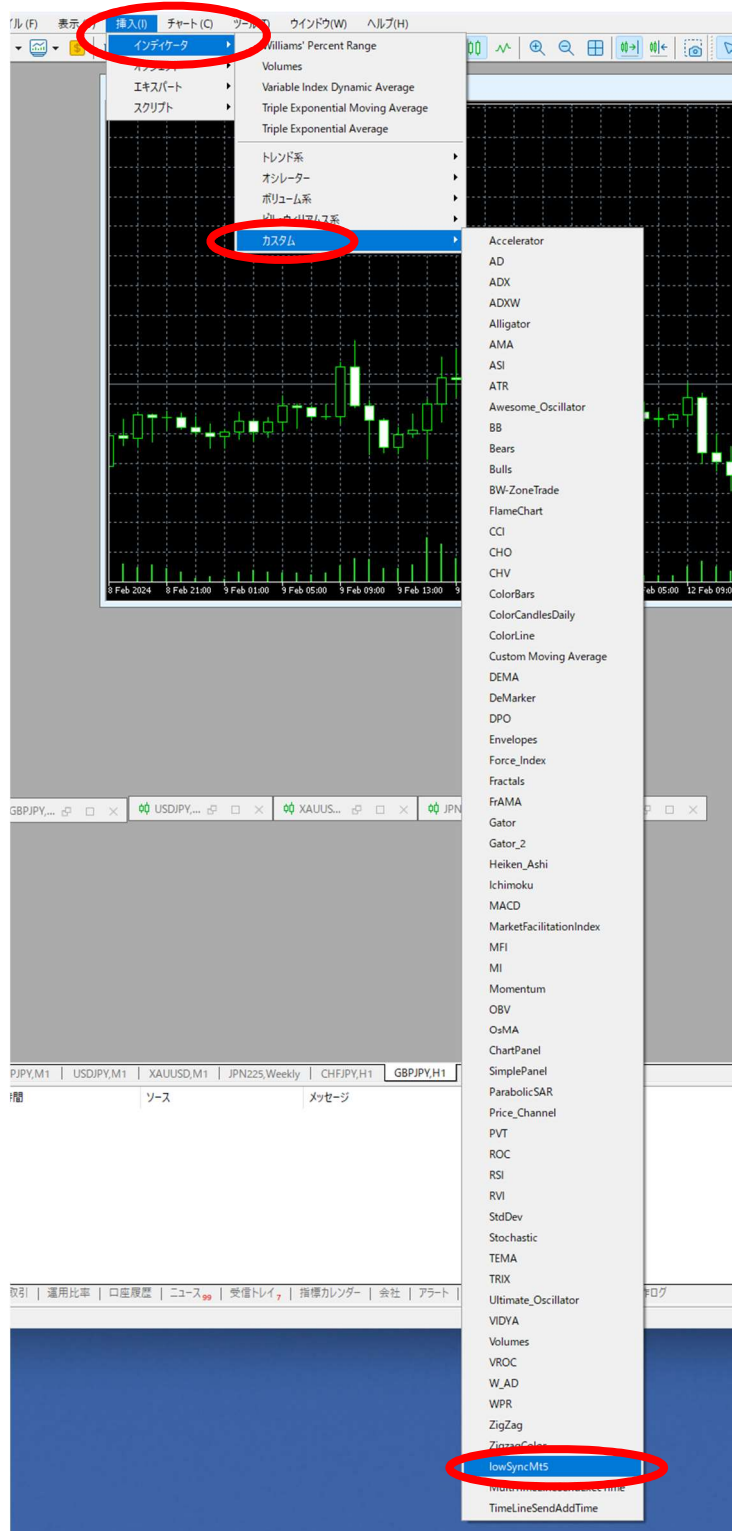 表示
挿入(I)
チャート(C)
ウインドウ(W)
ヘルプ(H)
インディケータ
Williams' Percent Range
Volumes
エキスパート
Variable Index Dynamic Average
スクリプト
Triple Exponential Moving Average
Triple Exponential Average
トレンド系
オシレーター
ボリューム系
ビル・ウィリアムス系
カスタム
Accelerator
AD
ADX
ADXW
Alligator
AMA
ASI
ATR
Awesome_Oscillator
BB
Bears
Bulls
BW-ZoneTrade
FlameChart
CCI
CHO
CHV
8 Feb 2024 8 Feb 21:00 9 Feb 01:00 9 Feb 05:00 9 Feb 09:00 9 Feb 13:00
ColorBars
ColorCandlesDaily
ColorLine
Custom Moving Average
DEMA
DeMarker
DPO
Envelopes
Force_Index
Fractals
FrAMA
GBPJPY,... USDJPY,... XAUUS... JPN
Gator
Gator_2
Heiken_Ashi
Ichimoku
MACD
MarketFacilitationIndex
MFI
MI
Momentum
OBV
OsMA
ChartPanel
PJPY,M1 | USDJPY,M1 | XAUUSD,M1 | JPN225,Weekly | CHFJPY,H1 GBPJPY,H1
SimplePanel
ソース メッセージ
ParabolicSAR
Price_Channel
PVT
ROC
RSI
RVI
StdDev
Stochastic
TEMA
TRIX
取引 | 運用比率 | 口座履歴 | ニュース99 | 受信トレイ7 | 指標カレンダー | 会社 | アラート |
Ultimate_Oscillator
VIDYA
Volumes
VROC
W_AD
WPR
ZigZag
ZigzagColor
lowSyncMt5
TimeLineSendAddTime